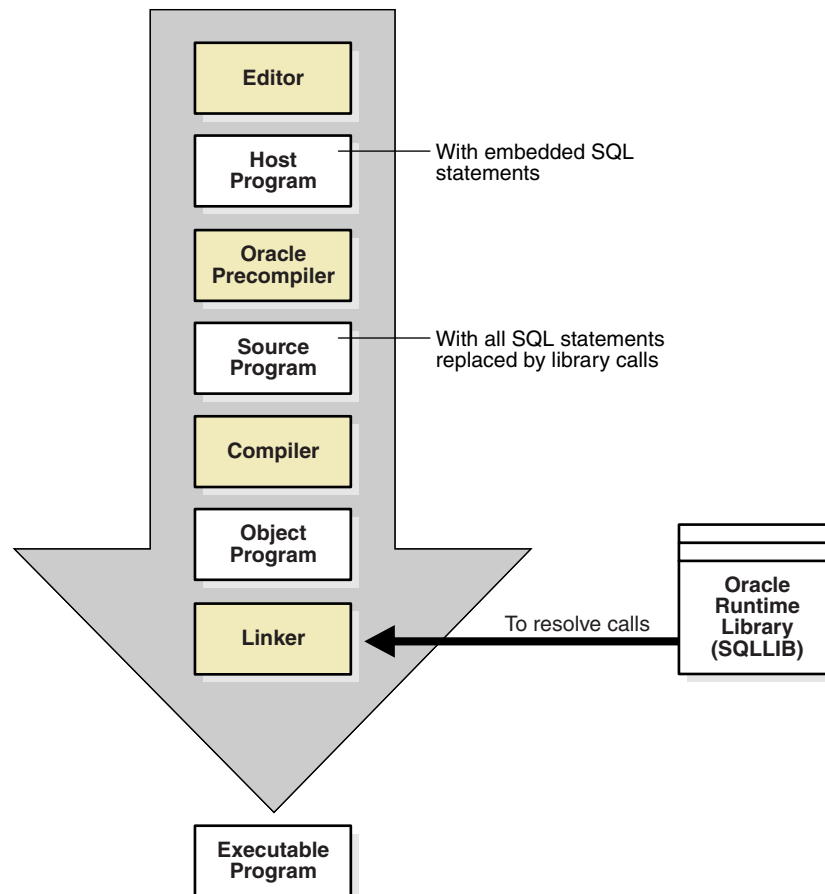 Editor
Host
Program
With embedded SQL
statements
Oracle
Precompiler
Source
Program
With all SQL statements
replaced by library calls
Compiler
Object
Program
Linker
To resolve calls
Oracle
Runtime
Library
(SQLLIB)
Executable
Program